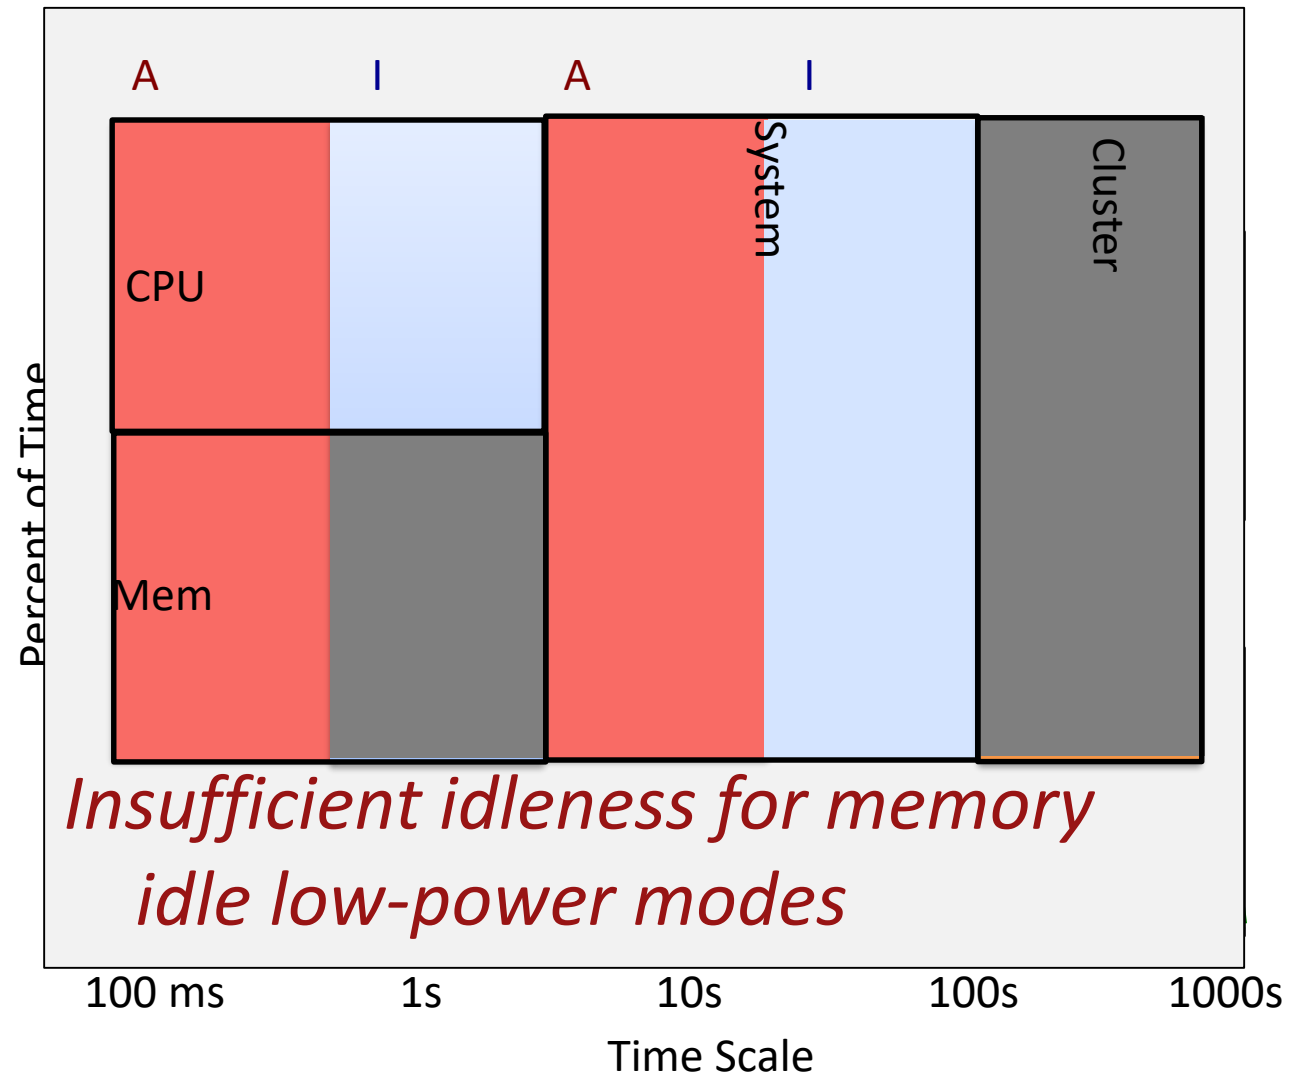 A I A I
System
Cluster
CPU
Mem
Percent of Time
Insufficient idleness for memory
idle low-power modes
100 ms 1s 10s 100s 1000s
Time Scale